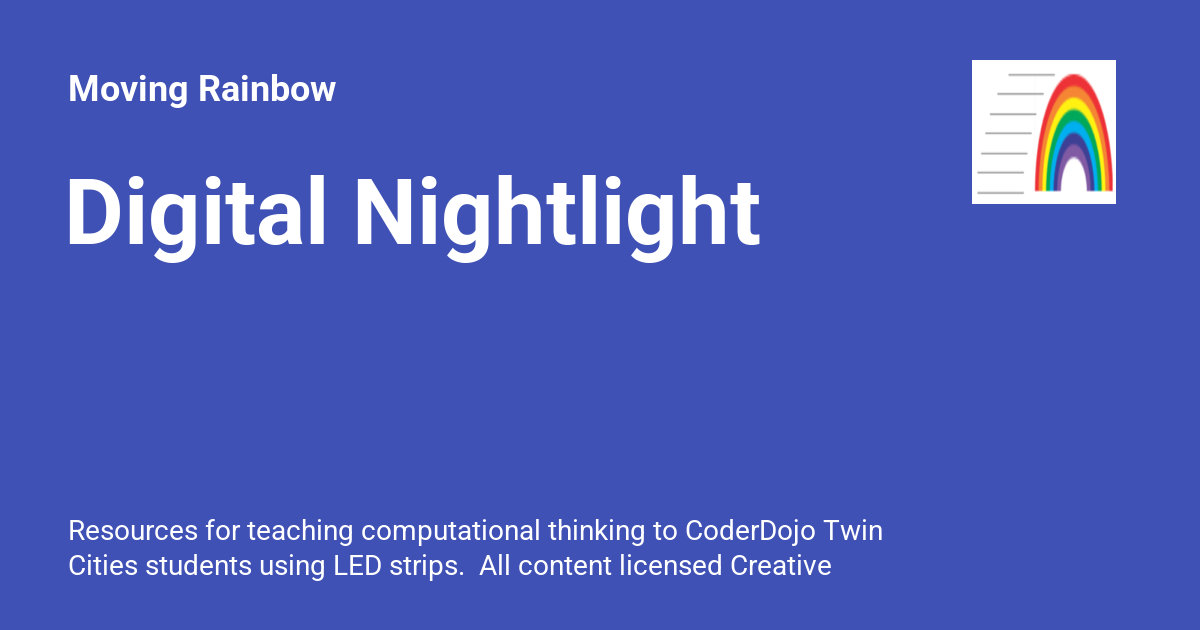 Moving Rainbow
Digital Nightlight
Resources for teaching computational thinking to CoderDojo Twin
Cities students using LED strips.  All content licensed Creative